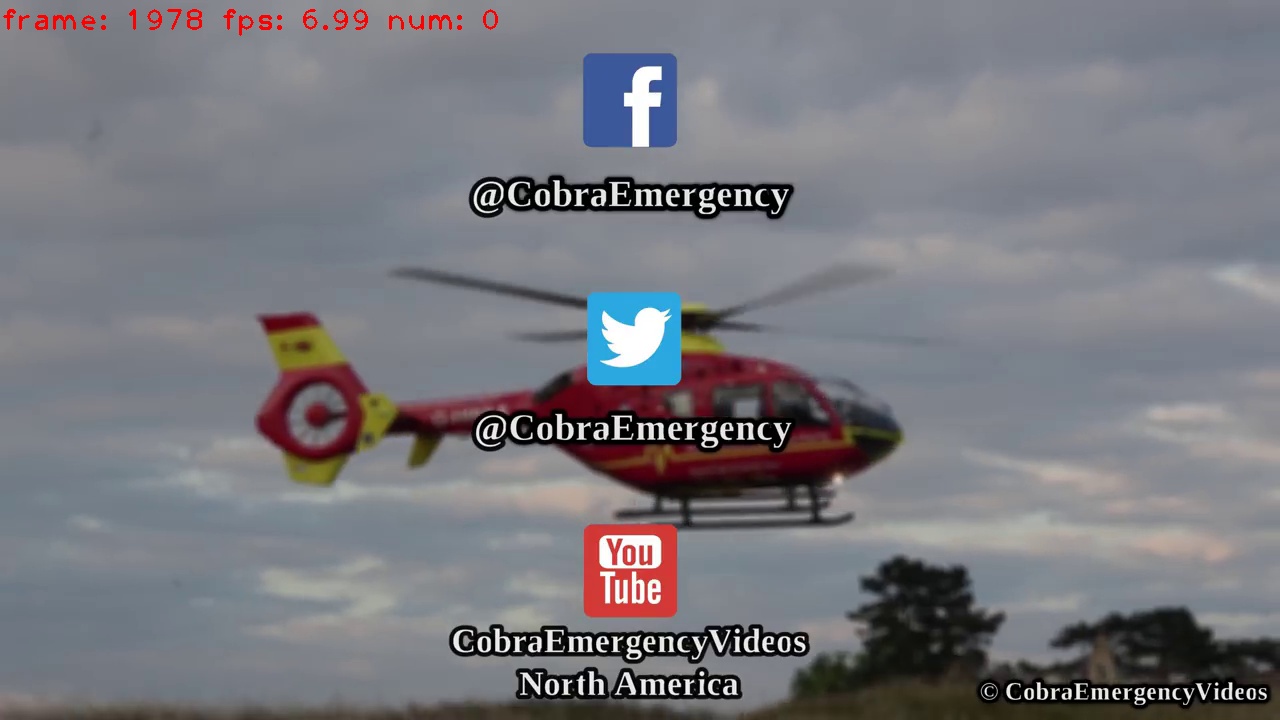 frame: 1978 fps: 6.99 num: 0
f
@CobraEmergency
@CobraEmergency
You
Tube
CobraEmergencyVideos
North America
© CobraEmergencyVideos